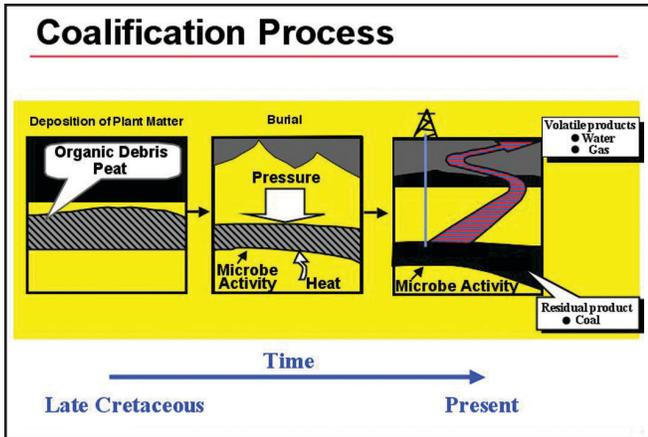 Coalification Process
Deposition of Plant Matter
Organic Debris
Peat
Burial
Pressure
Microbe
Activity
Heat
Volatile products
● Water
● Gas
Microbe Activity
Residual product
● Coal
Time
Late Cretaceous
Present